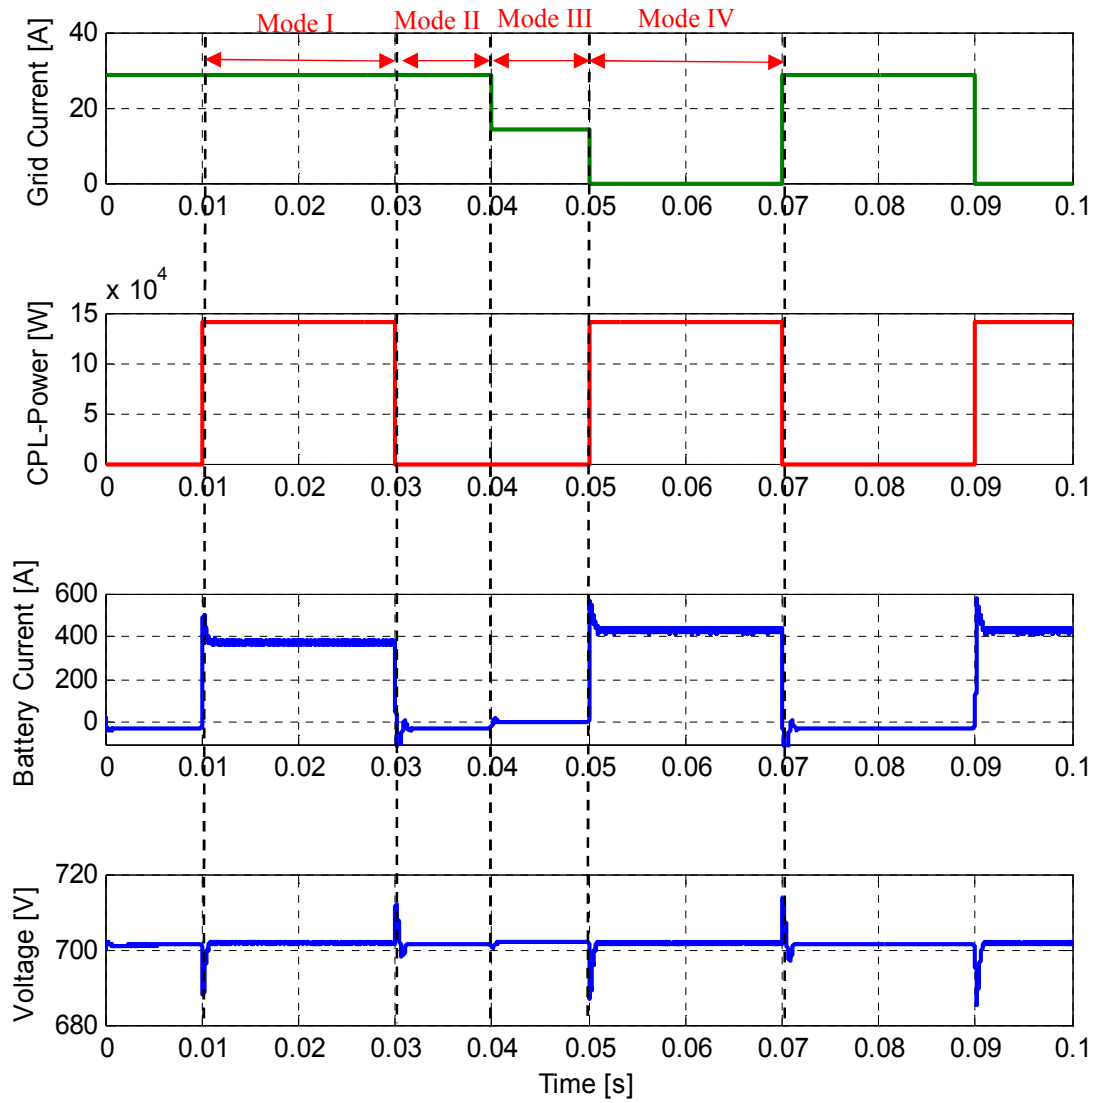 Mode I
Mode II
Mode III
Mode IV
Grid Current [A]
40
20
0
0 0.01 0.02 0.03 0.04 0.05 0.06 0.07 0.08 0.09 0.1
x 10^4
CPL-Power [W]
15
10
5
0
0 0.01 0.02 0.03 0.04 0.05 0.06 0.07 0.08 0.09 0.1
Battery Current [A]
600
400
200
0
0 0.01 0.02 0.03 0.04 0.05 0.06 0.07 0.08 0.09 0.1
Voltage [V]
720
700
680
0 0.01 0.02 0.03 0.04 0.05 0.06 0.07 0.08 0.09 0.1
Time [s]